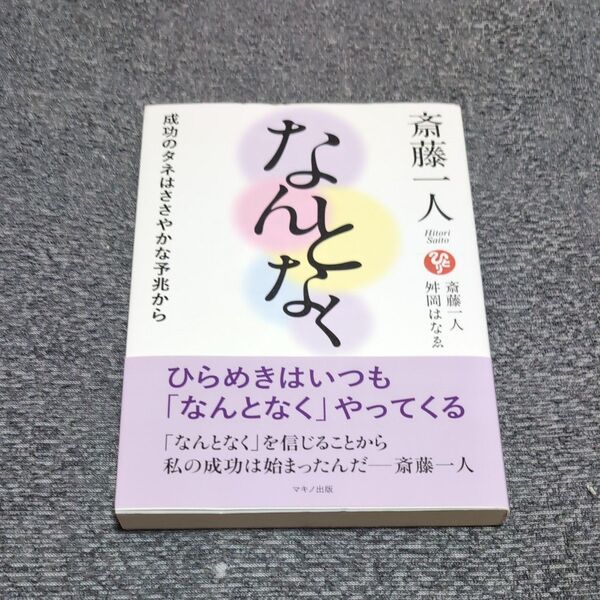 斎藤一人
Hitori
Saito
ひとり
斎藤一人
舛岡はなゑ
なんとなく
成功のタネはささやかな予兆から
ひらめきはいつも
「なんとなく」やってくる
「なんとなく」を信じることから
私の成功は始まったんだ──斎藤一人
マキノ出版